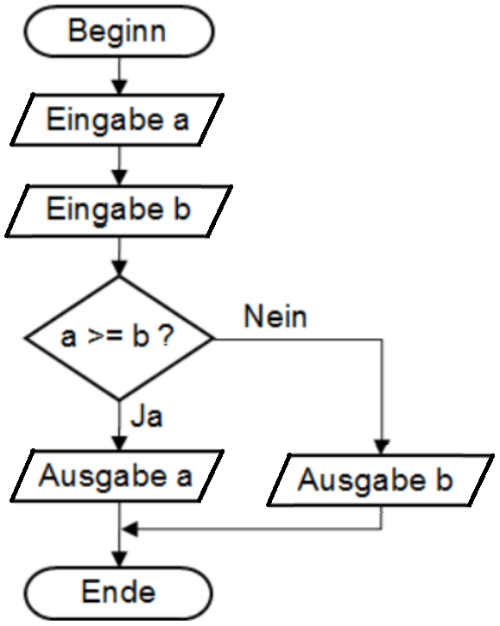 Beginn
Eingabe a
Eingabe b
a >= b ?
Nein
Ja
Ausgabe a
Ausgabe b
Ende